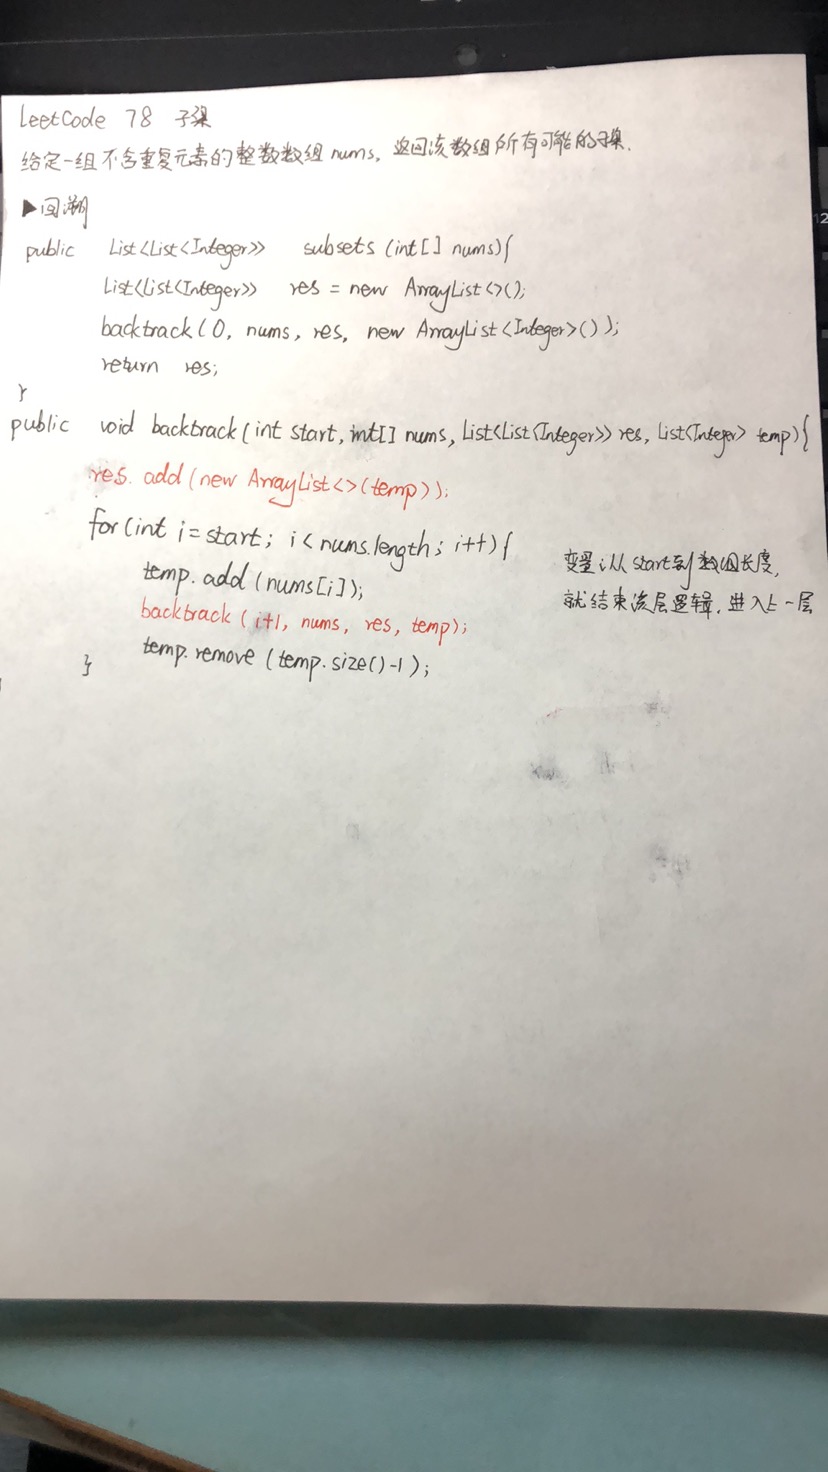 LeetCode 78 子集
给定一组不含重复元素的整数数组 nums, 返回该数组所有可能的子集.
▶回溯
public List<List<Integer>> subsets (int[] nums){
List<List<Integer>> res = new ArrayList<>();
backtrack(0, nums, res, new ArrayList<Integer>());
return res;
}
public void backtrack(int start, int[] nums, List<List<Integer>> res, List<Integer> temp){
res.add(new ArrayList<>(temp));
for(int i=start; i<nums.length; i++){
temp.add(nums[i]);
backtrack(i+1, nums, res, temp);
temp.remove(temp.size()-1);
}
变量i从start到数组长度,
就结束该层逻辑, 进入上一层
12